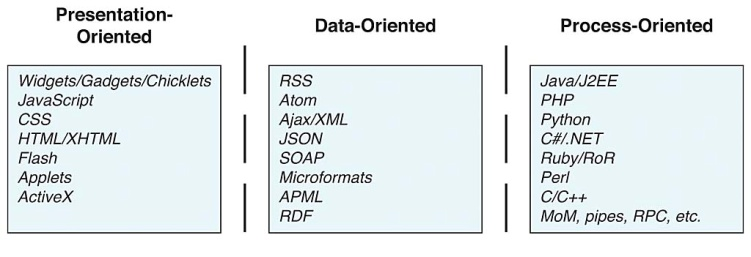 Presentation-
Oriented
Widgets/Gadgets/Chicklets
JavaScript
CSS
HTML/XHTML
Flash
Applets
ActiveX
Data-Oriented
RSS
Atom
Ajax/XML
JSON
SOAP
Microformats
APML
RDF
Process-Oriented
Java/J2EE
PHP
Python
C#/.NET
Ruby/RoR
Perl
C/C++
MoM, pipes, RPC, etc.